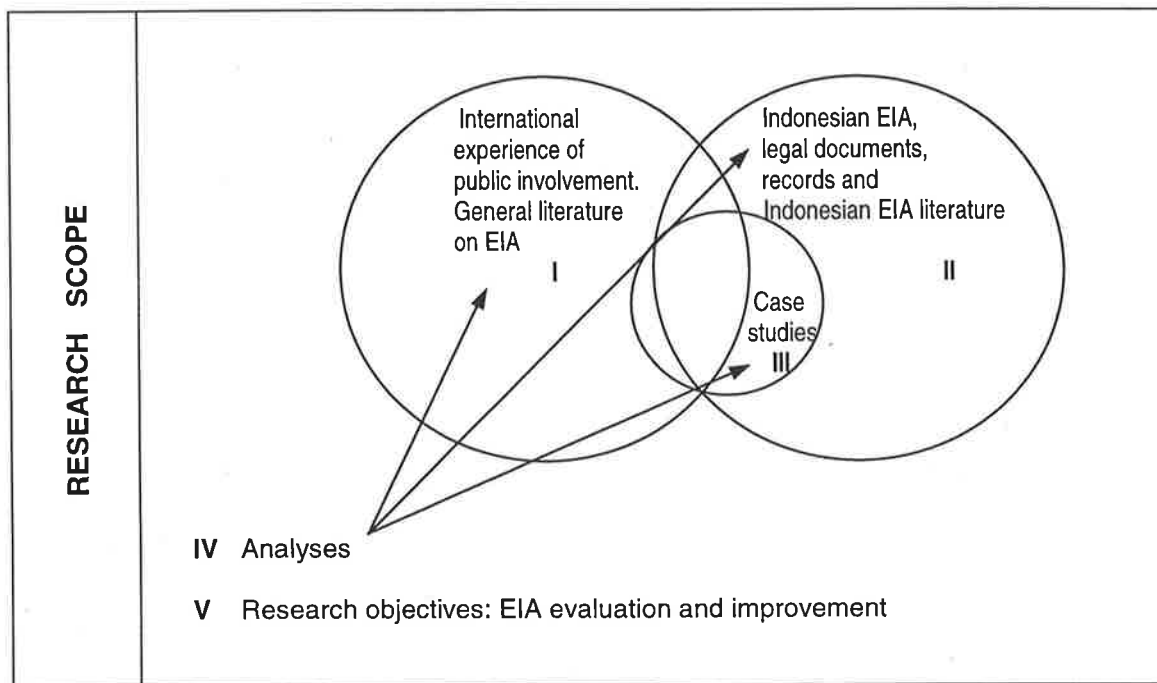 RESEARCH SCOPE
International
experience of
public involvement.
General literature
on EIA
I
Indonesian EIA,
legal documents,
records and
Indonesian EIA literature
II
Case
studies
III
IV Analyses
V Research objectives: EIA evaluation and improvement